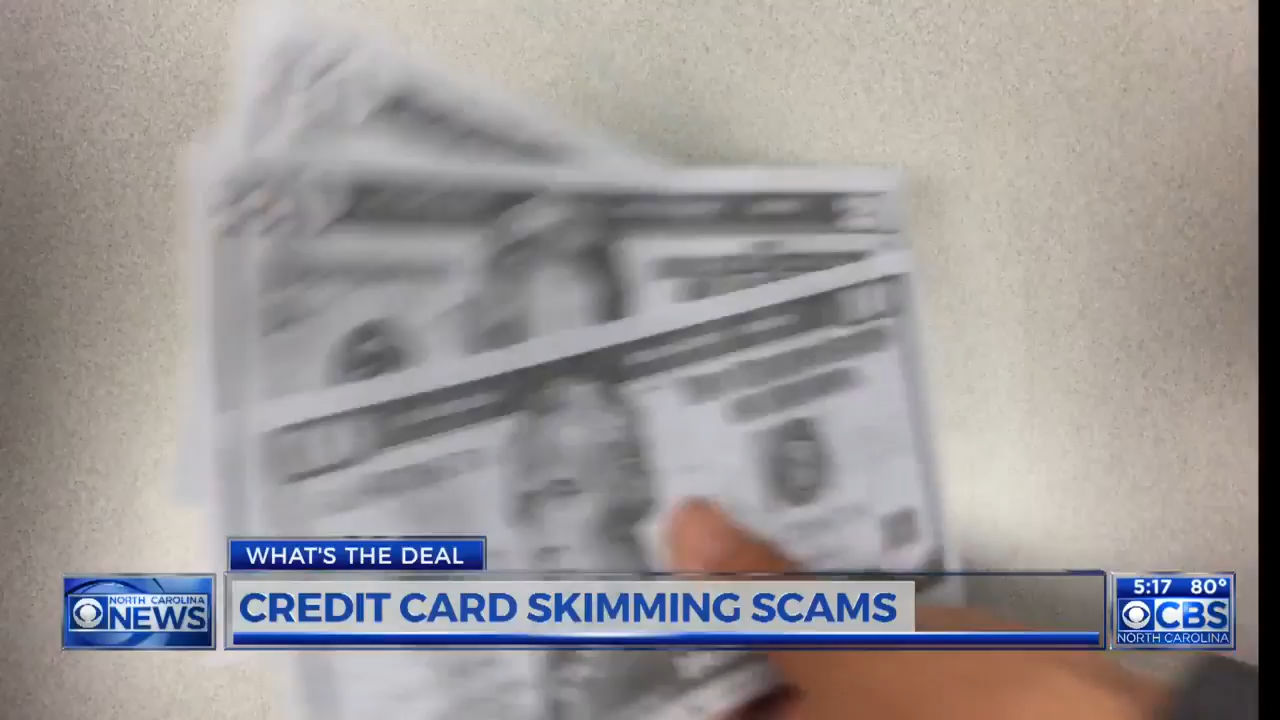 WHAT'S THE DEAL
CREDIT CARD SKIMMING SCAMS
NORTH CAROLINA
NEWS
5:17 80°
CBS
NORTH CAROLINA